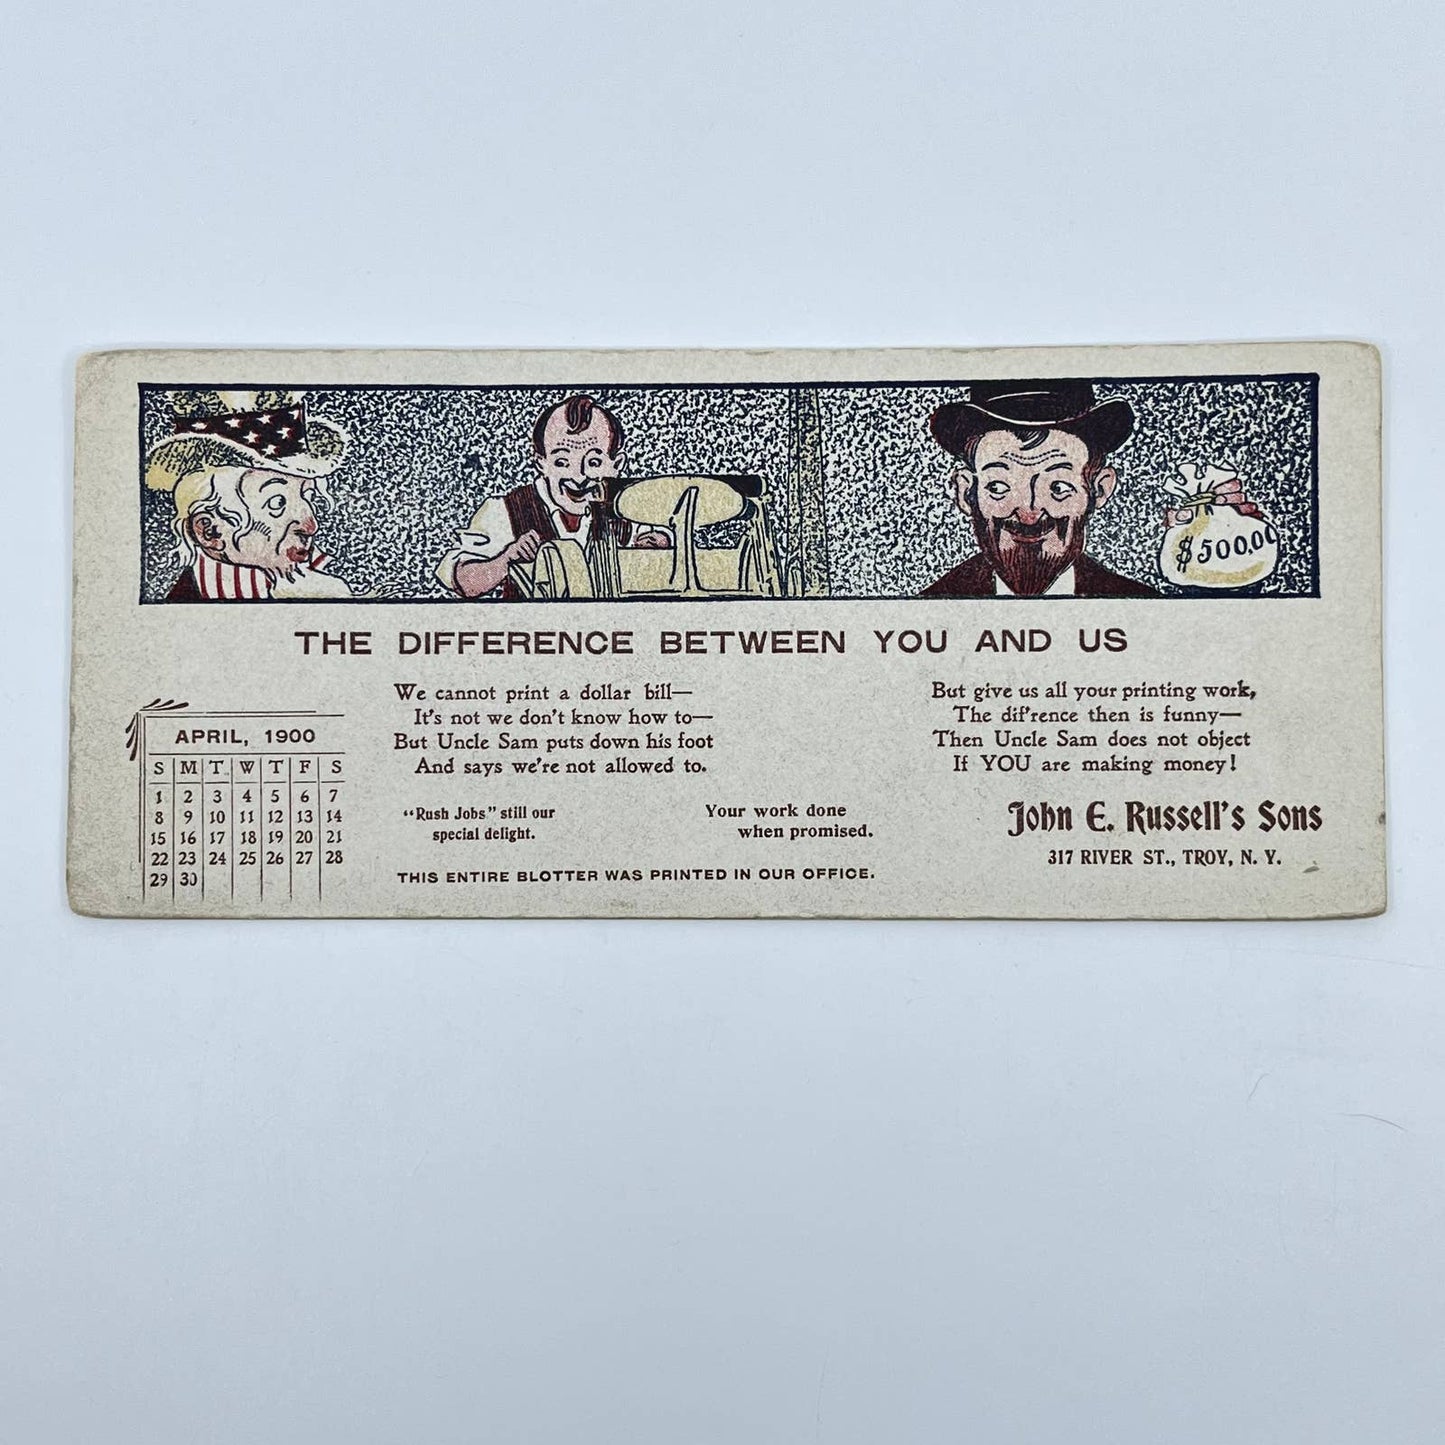 $500.00
THE DIFFERENCE BETWEEN YOU AND US
We cannot print a dollar bill—
It's not we don't know how to—
But Uncle Sam puts down his foot
And says we're not allowed to.
But give us all your printing work,
The dif'rence then is funny—
Then Uncle Sam does not object
If YOU are making money!
APRIL, 1900
S M T W T F S
1 2 3 4 5 6 7
8 9 10 11 12 13 14
15 16 17 18 19 20 21
22 23 24 25 26 27 28
29 30
"Rush Jobs" still our
special delight.
Your work done
when promised.
THIS ENTIRE BLOTTER WAS PRINTED IN OUR OFFICE.
John E. Russell's Sons
317 RIVER ST., TROY, N. Y.